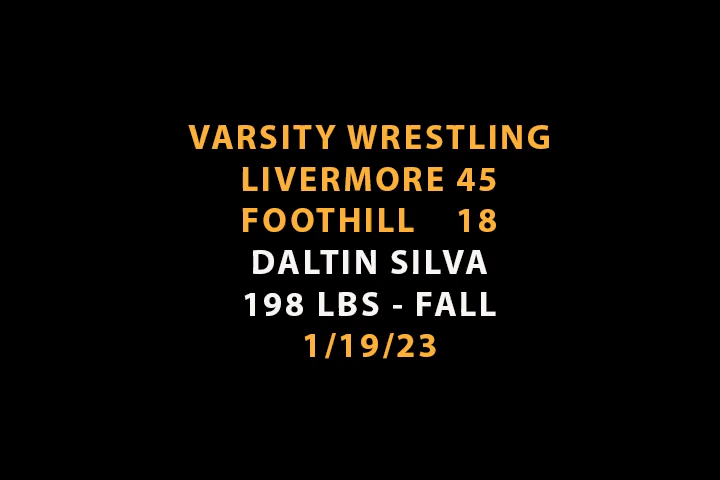 VARSITY WRESTLING
LIVERMORE 45
FOOTHILL 18
DALTIN SILVA
198 LBS - FALL
1/19/23